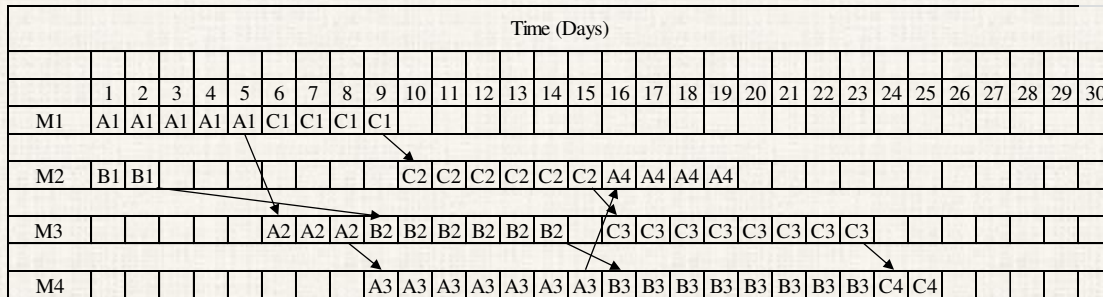 Time (Days)
1 2 3 4 5 6 7 8 9 10 11 12 13 14 15 16 17 18 19 20 21 22 23 24 25 26 27 28 29 30
M1 A1 A1 A1 A1 A1 C1 C1 C1 C1
M2 B1 B1 C2 C2 C2 C2 C2 C2 A4 A4 A4 A4
M3 A2 A2 A2 B2 B2 B2 B2 B2 B2 C3 C3 C3 C3 C3 C3 C3 C3
M4 A3 A3 A3 A3 A3 A3 A3 B3 B3 B3 B3 B3 B3 B3 B3 C4 C4